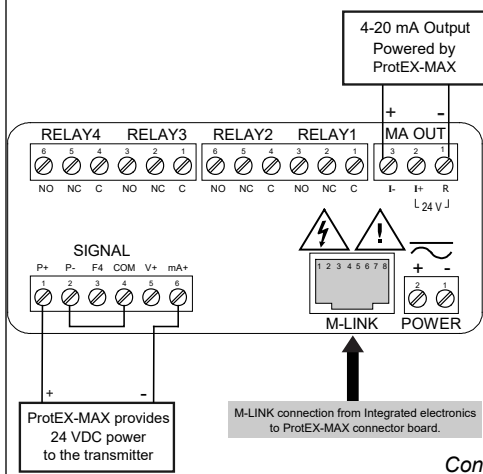 4-20 mA Output
Powered by
ProtEX-MAX
+ -
RELAY4 RELAY3 RELAY2 RELAY1 MA OUT
6 5 4 3 2 1 6 5 4 3 2 1 3 2 1
NO NC C NO NC C NO NC C NO NC C I- I+ R
24 V
SIGNAL
P+ P- F4 COM V+ mA+
1 2 3 4 5 6
+ -
1 2 3 4 5 6 7 8
2 1
M-LINK POWER
+ -
ProtEX-MAX provides
24 VDC power
to the transmitter
M-LINK connection from Integrated electronics
to ProtEX-MAX connector board.
Con